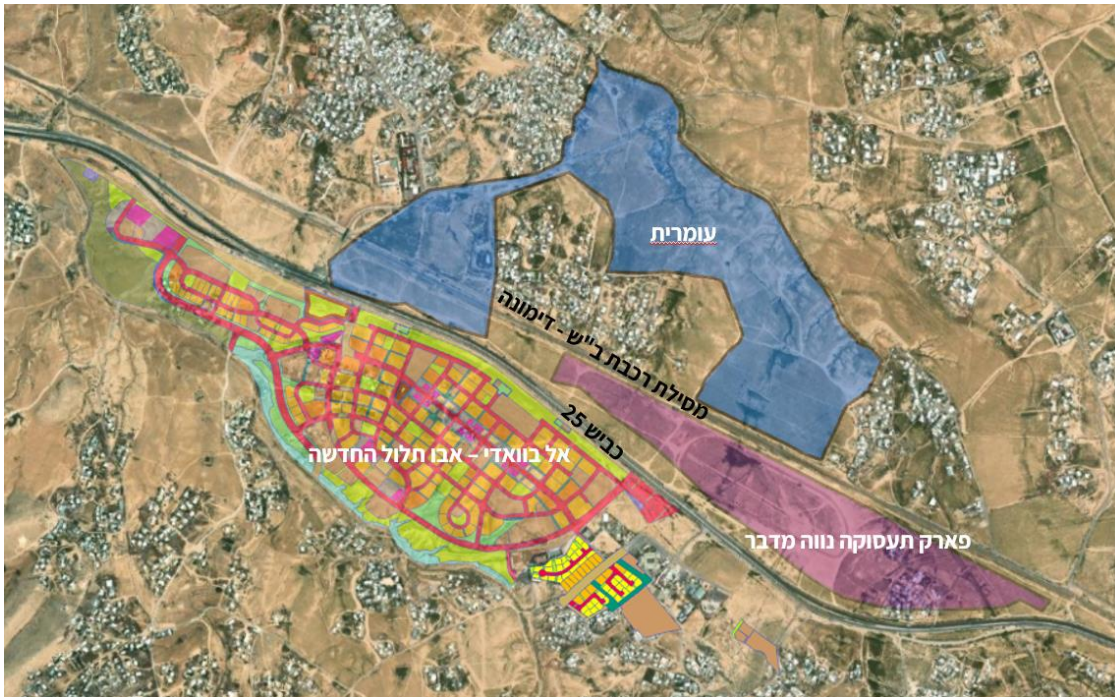 עומרית
מסילת רכבת ב"ש - דימונה
כביש 25
אל בוואדי – אבו תלול החדשה
פארק תעסוקה נווה מדבר